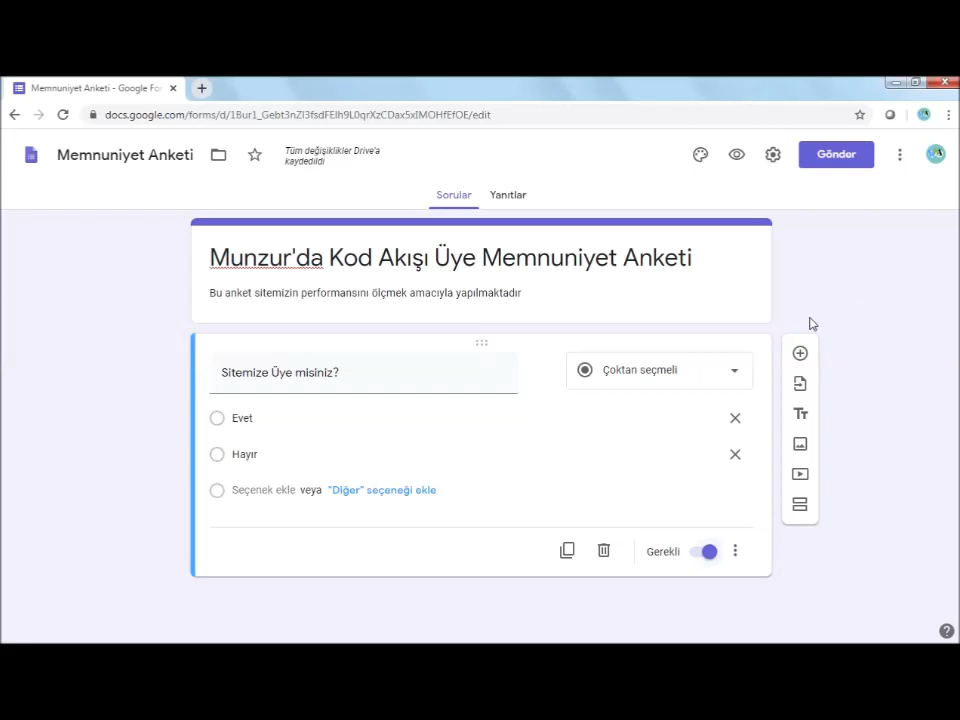 Memnuniyet Anketi - Google For
docs.google.com/forms/d/
Memnuniyet Anketi
Tüm değişiklikler Drive'a
kaydedildi
Gönder
Sorular Yanıtlar
Munzur'da Kod Akışı Üye Memnuniyet Anketi
Bu anket sitemizin performansını ölçmek amacıyla yapılmaktadır
Sitemize Üye misiniz?
Çoktan seçmeli
Evet
Hayır
Seçenek ekle veya "Diğer" seçeneği ekle
Gerekli